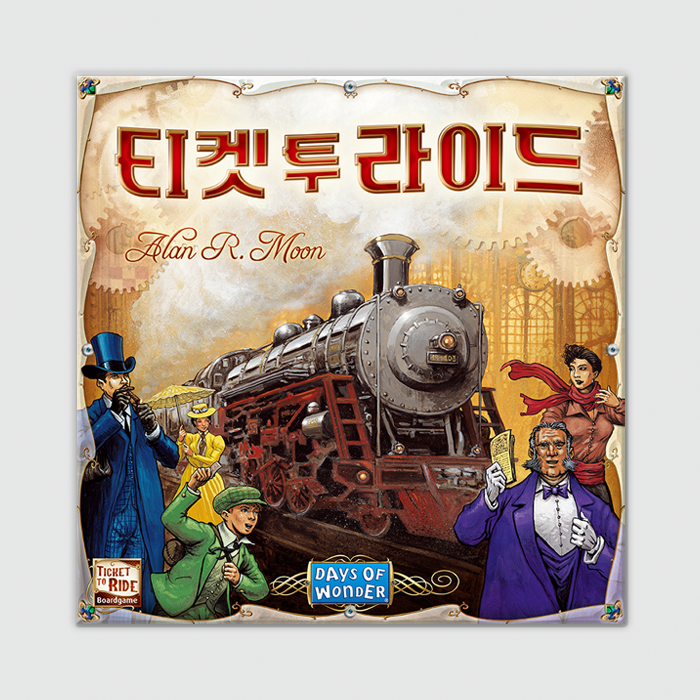 티켓 투 라이드
Alan R. Moon
TICKET
TO
RIDE
Boardgame
DAYS OF
WONDER